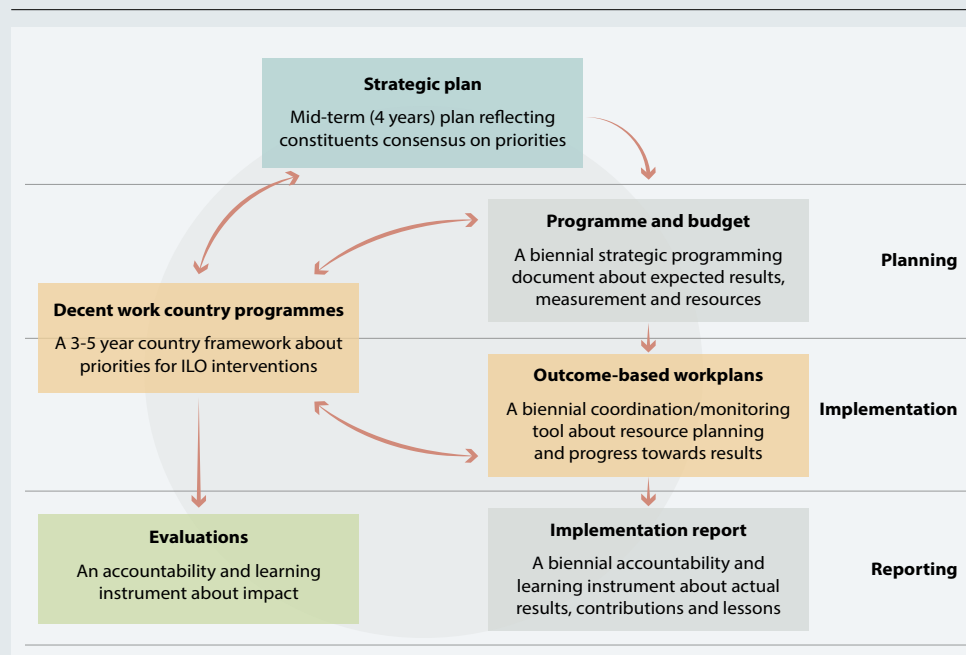 Strategic plan
Mid-term (4 years) plan reflecting
constituents consensus on priorities
Programme and budget
A biennial strategic programming
document about expected results,
measurement and resources
Planning
Decent work country programmes
A 3-5 year country framework about
priorities for ILO interventions
Outcome-based workplans
A biennial coordination/monitoring
tool about resource planning
and progress towards results
Implementation
Evaluations
An accountability and learning
instrument about impact
Implementation report
A biennial accountability and
learning instrument about actual
results, contributions and lessons
Reporting